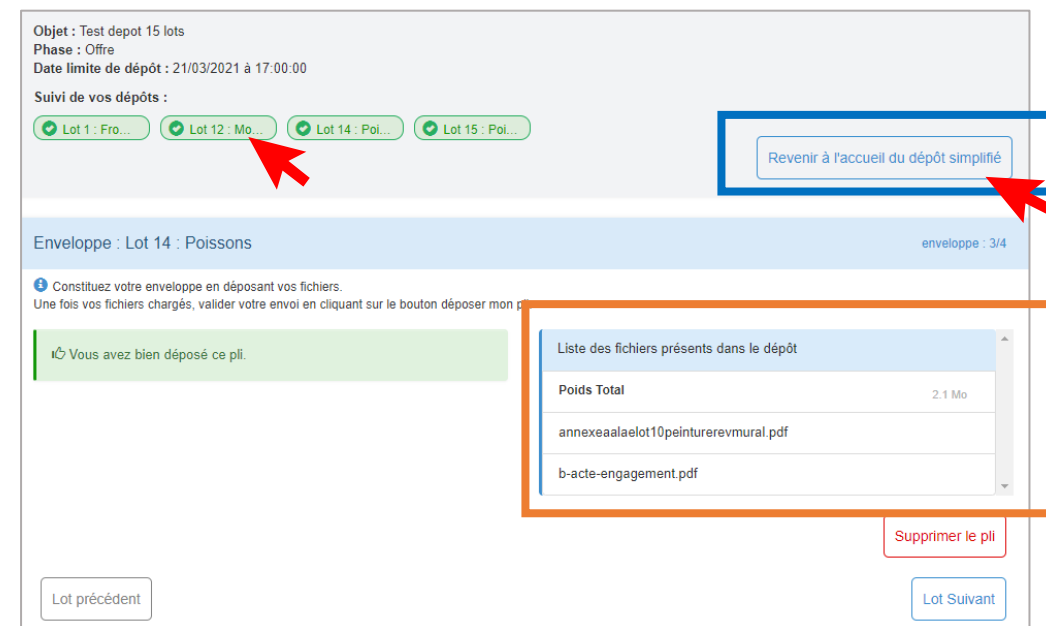 Objet : Test depot 15 lots
Phase : Offre
Date limite de dépôt : 21/03/2021 à 17:00:00
Suivi de vos dépôts :
Lot 1 : Fro... Lot 12 : Mo... Lot 14 : Poi... Lot 15 : Poi...
Revenir à l'accueil du dépôt simplifié
Enveloppe : Lot 14 : Poissons enveloppe : 3/4
Constituez votre enveloppe en déposant vos fichiers.
Une fois vos fichiers chargés, valider votre envoi en cliquant sur le bouton déposer mon
Vous avez bien déposé ce pli.
Liste des fichiers présents dans le dépôt
Poids Total 2.1 Mo
annexeaalaelot10peinturerevmural.pdf
b-acte-engagement.pdf
Supprimer le pli
Lot précédent Lot Suivant